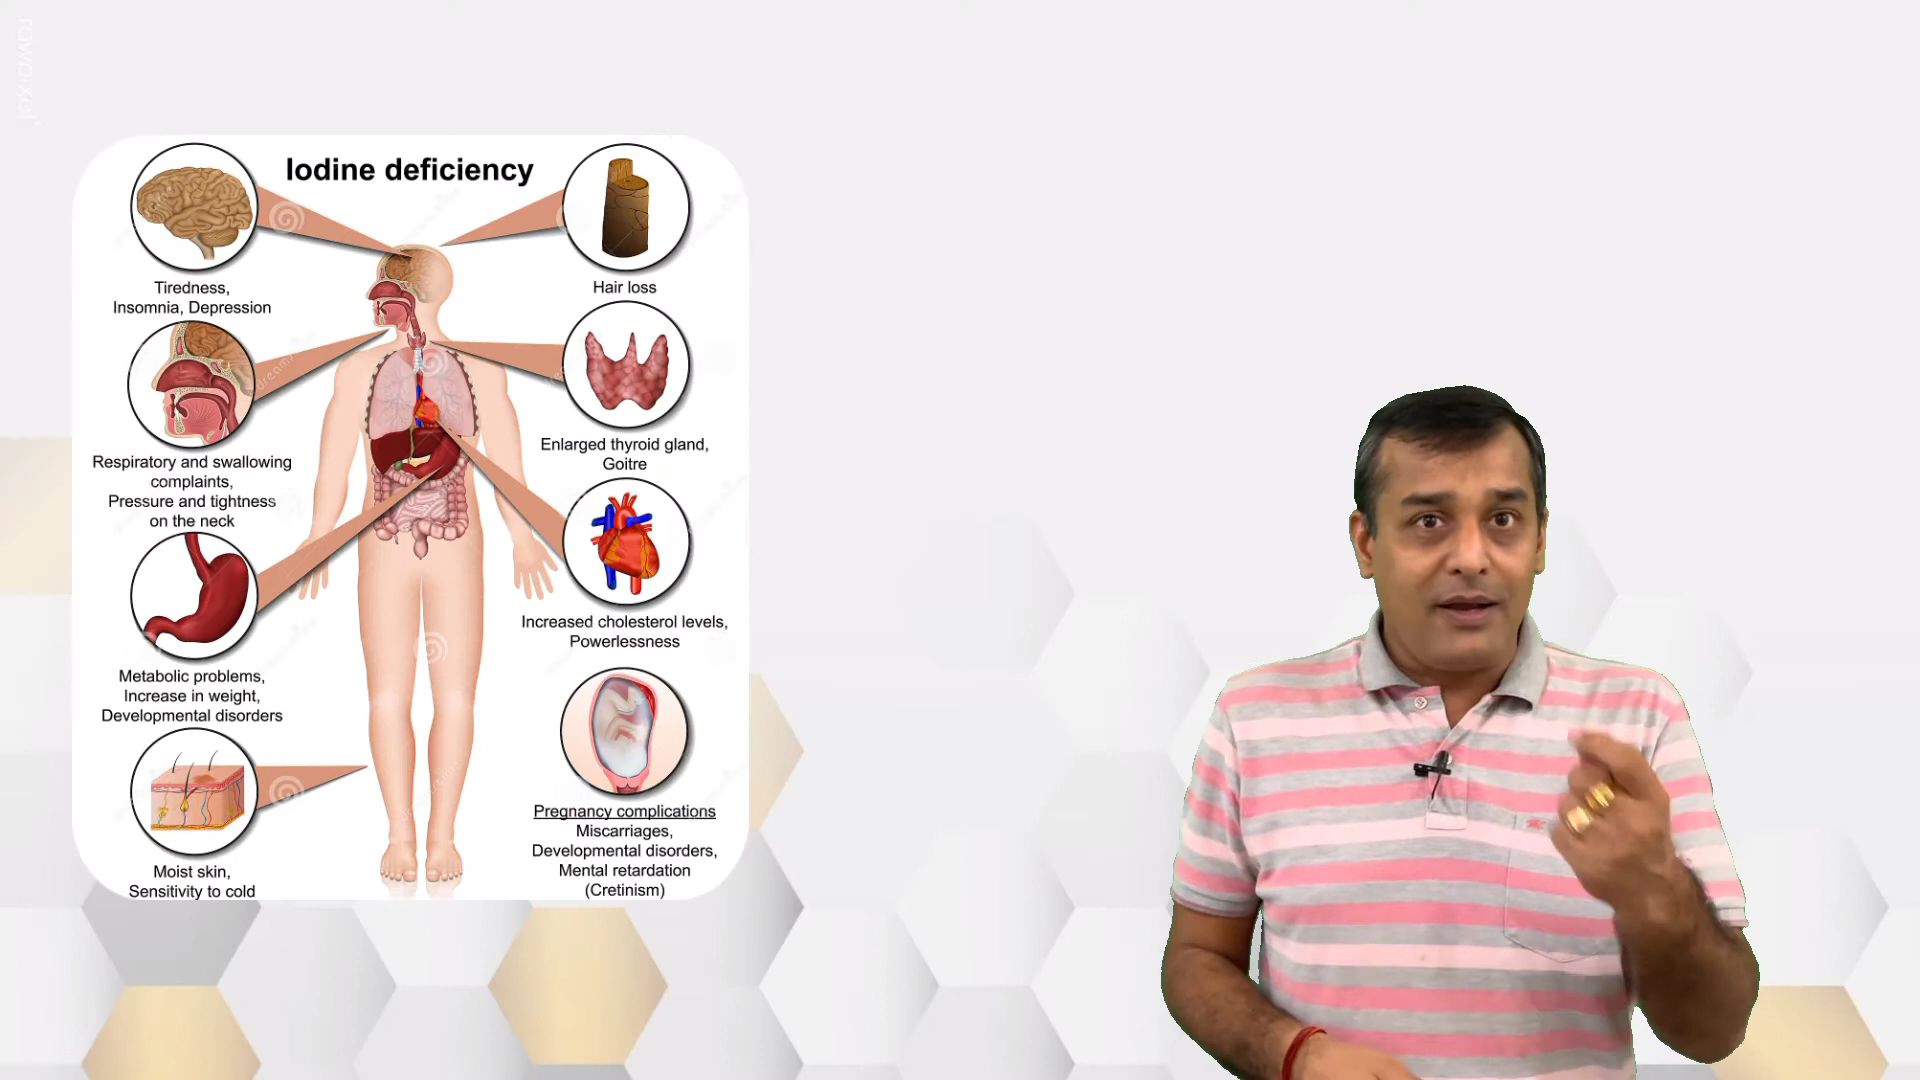 rawpixel
Iodine deficiency
Tiredness,
Insomnia, Depression
Hair loss
Respiratory and swallowing
complaints,
Pressure and tightness
on the neck
Enlarged thyroid gland,
Goitre
Metabolic problems,
Increase in weight,
Developmental disorders
Increased cholesterol levels,
Powerlessness
Moist skin,
Sensitivity to cold
Pregnancy complications
Miscarriages,
Developmental disorders,
Mental retardation
(Cretinism)